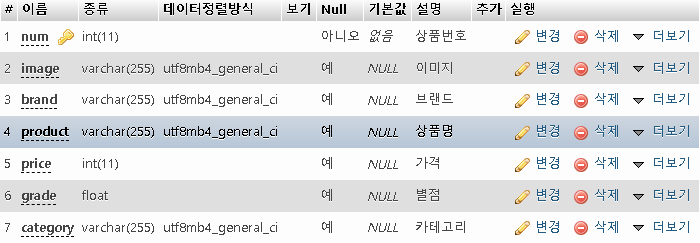 # 이름 종류 데이터정렬방식 보기 Null 기본값 설명 추가 실행
1 num int(11) 아니오 없음 상품번호 변경 삭제 더보기
2 image varchar(255) utf8mb4_general_ci 예 NULL 이미지 변경 삭제 더보기
3 brand varchar(255) utf8mb4_general_ci 예 NULL 브랜드 변경 삭제 더보기
4 product varchar(255) utf8mb4_general_ci 예 NULL 상품명 변경 삭제 더보기
5 price int(11) 예 NULL 가격 변경 삭제 더보기
6 grade float 예 NULL 별점 변경 삭제 더보기
7 category varchar(255) utf8mb4_general_ci 예 NULL 카테고리 변경 삭제 더보기